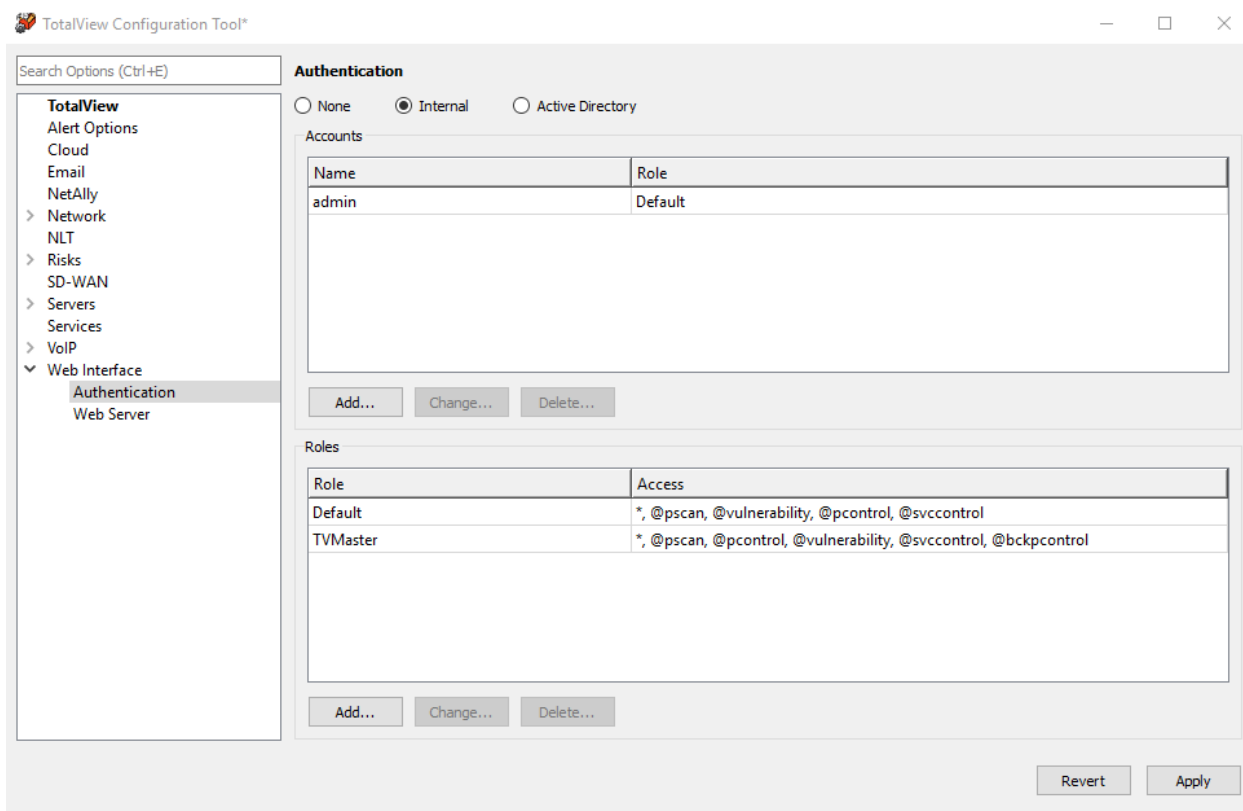 TotalView Configuration Tool*
Search Options (Ctrl+E)
TotalView
Alert Options
Cloud
Email
NetAlly
Network
NLT
Risks
SD-WAN
Servers
Services
VoIP
Web Interface
Authentication
Web Server
Authentication
None Internal Active Directory
Accounts
Name Role
admin Default
Add... Change... Delete...
Roles
Role Access
Default *, @pscan, @vulnerability, @pcontrol, @svccontrol
TVMaster *, @pscan, @pcontrol, @vulnerability, @svccontrol, @bckpcontrol
Add... Change... Delete...
Revert Apply